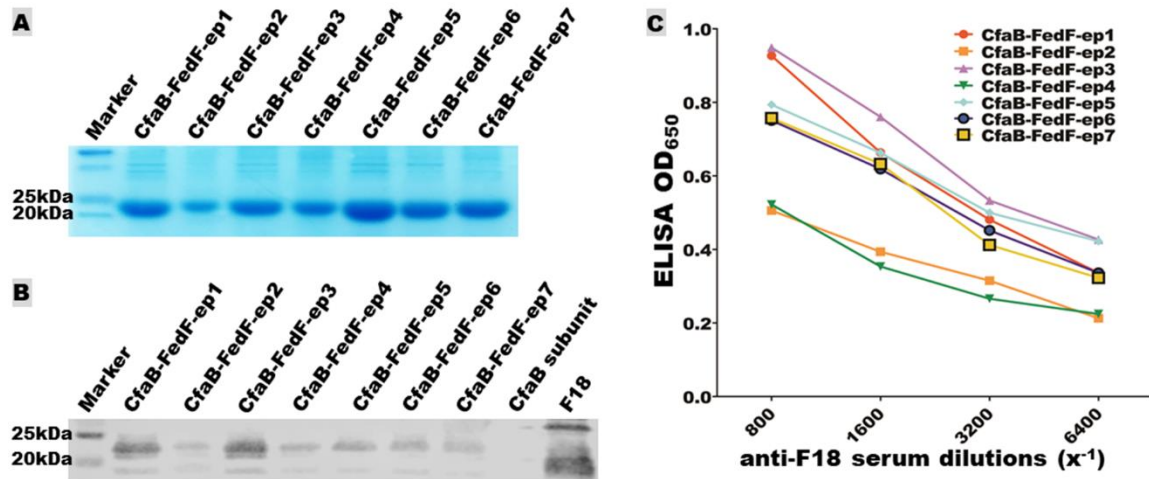 A
Marker
CfaB-FedF-ep1
CfaB-FedF-ep2
CfaB-FedF-ep3
CfaB-FedF-ep4
CfaB-FedF-ep5
CfaB-FedF-ep6
CfaB-FedF-ep7
25kDa
20kDa
B
Marker
CfaB-FedF-ep1
CfaB-FedF-ep2
CfaB-FedF-ep3
CfaB-FedF-ep4
CfaB-FedF-ep5
CfaB-FedF-ep6
CfaB-FedF-ep7
CfaB subunit
F18
25kDa
20kDa
C
ELISA OD650
1.0
0.8
0.6
0.4
0.2
0.0
CfaB-FedF-ep1
CfaB-FedF-ep2
CfaB-FedF-ep3
CfaB-FedF-ep4
CfaB-FedF-ep5
CfaB-FedF-ep6
CfaB-FedF-ep7
800
1600
3200
6400
anti-F18 serum dilutions (x-1)